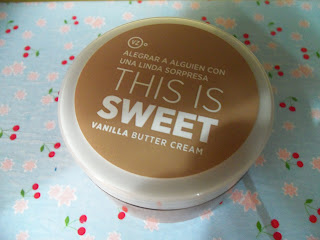 ALEGRAR A ALGUIEN CON
UNA LINDA SORPRESA
THIS IS
SWEET
VANILLA BUTTER CREAM